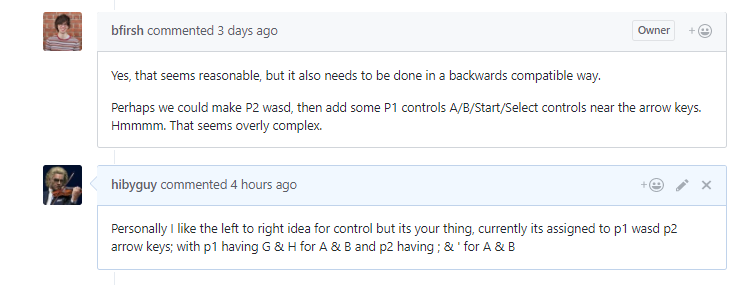 bfirsh commented 3 days ago
Owner
+
Yes, that seems reasonable, but it also needs to be done in a backwards compatible way.
Perhaps we could make P2 wasd, then add some P1 controls A/B/Start/Select controls near the arrow keys.
Hmmmm. That seems overly complex.
hibyguy commented 4 hours ago
+
Personally I like the left to right idea for control but its your thing, currently its assigned to p1 wasd p2
arrow keys; with p1 having G & H for A & B and p2 having ; & ' for A & B